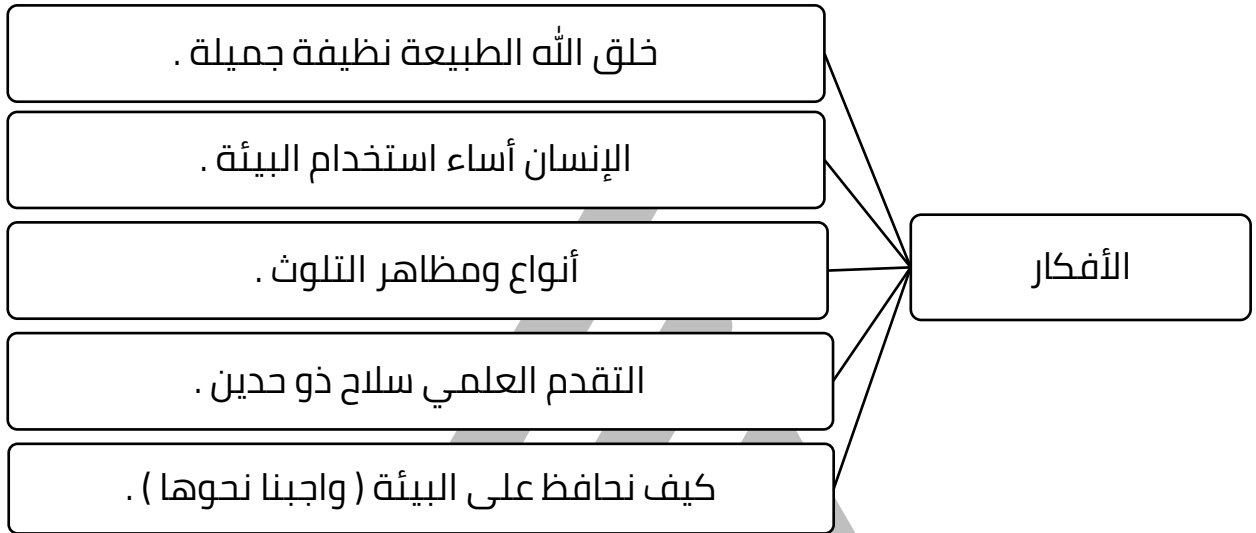 الأفكار
خلق الله الطبيعة نظيفة جميلة .
الإنسان أساء استخدام البيئة .
أنواع ومظاهر التلوث .
التقدم العلمي سلاح ذو حدين .
كيف نحافظ على البيئة ( واجبنا نحوها ) .